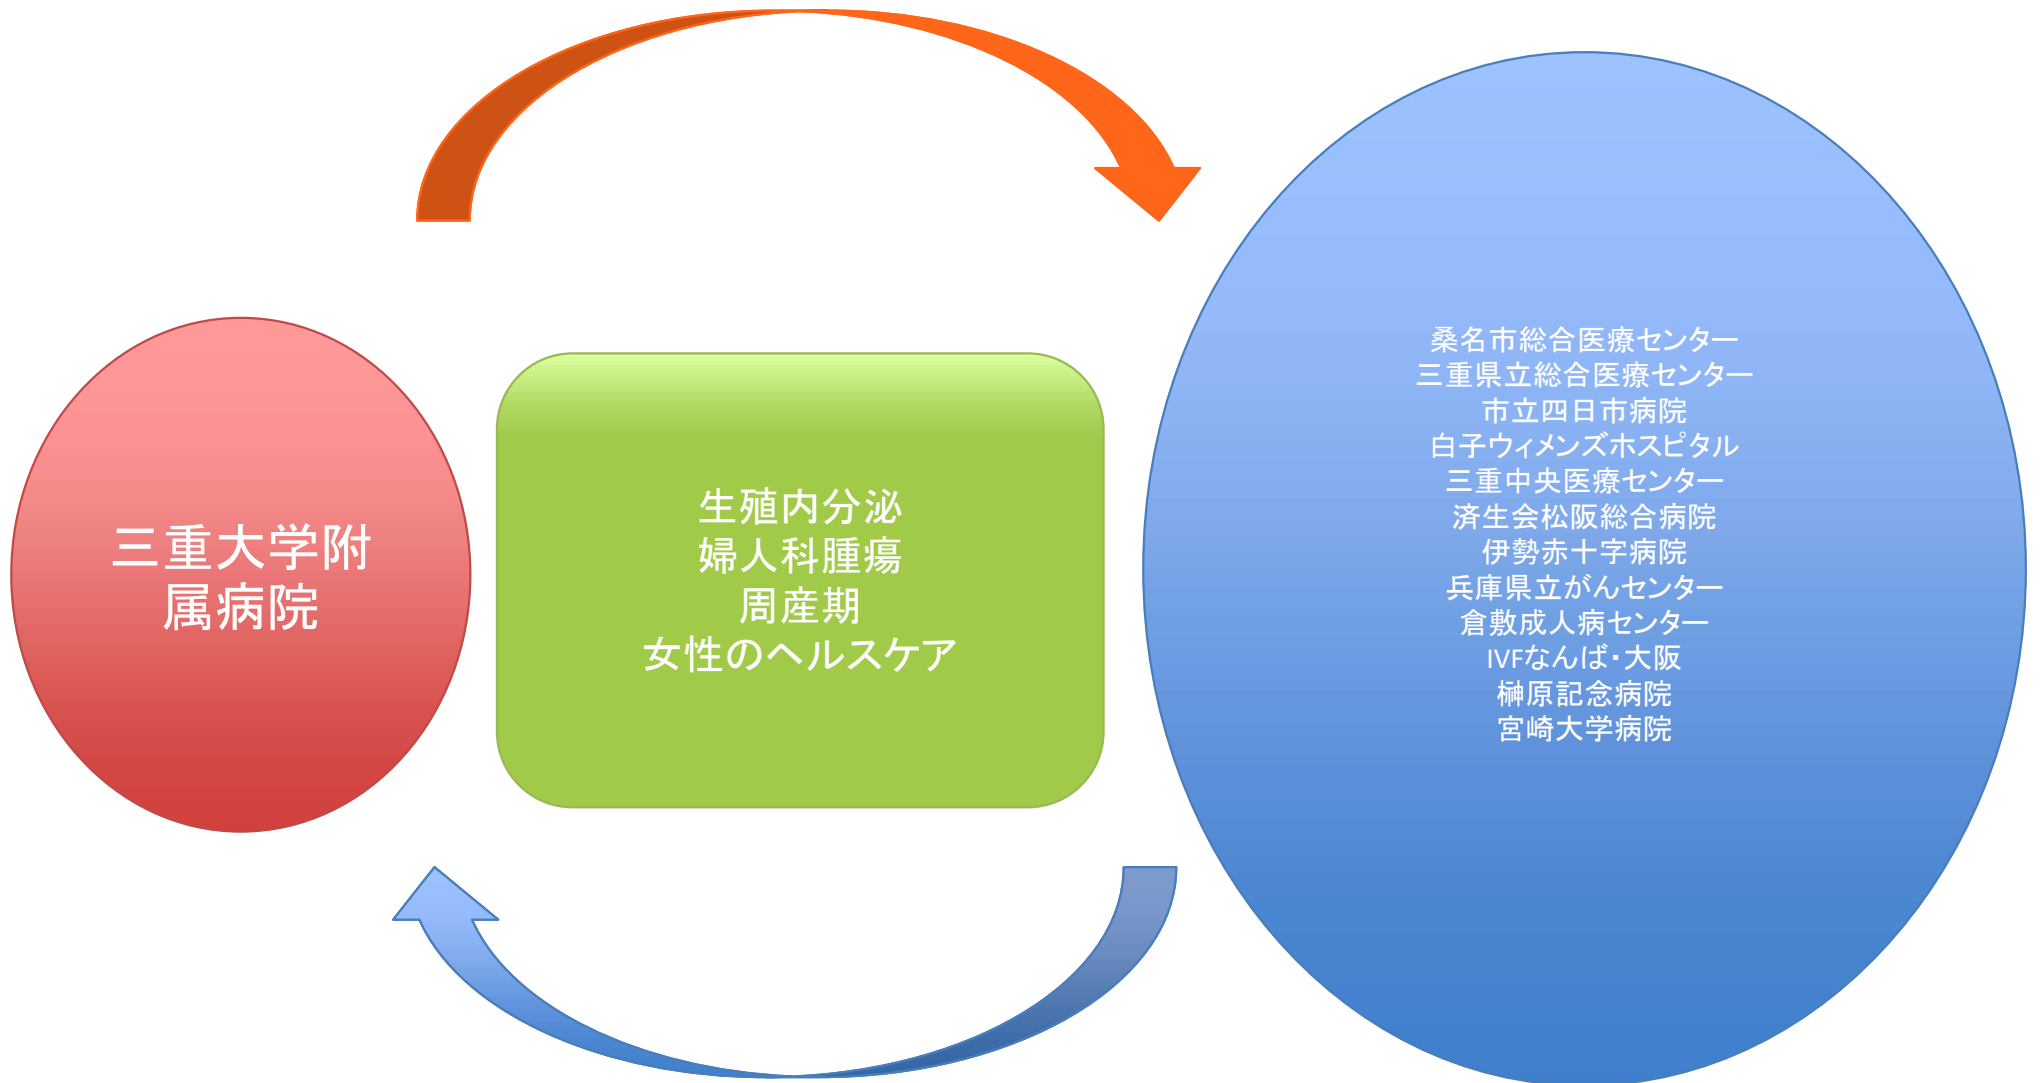 三重大学附
属病院
生殖内分泌
婦人科腫瘍
周産期
女性のヘルスケア
桑名市総合医療センター
三重県立総合医療センター
市立四日市病院
白子ウィメンズホスピタル
三重中央医療センター
済生会松阪総合病院
伊勢赤十字病院
兵庫県立がんセンター
倉敷成人病センター
IVFなんば・大阪
榊原記念病院
宮崎大学病院